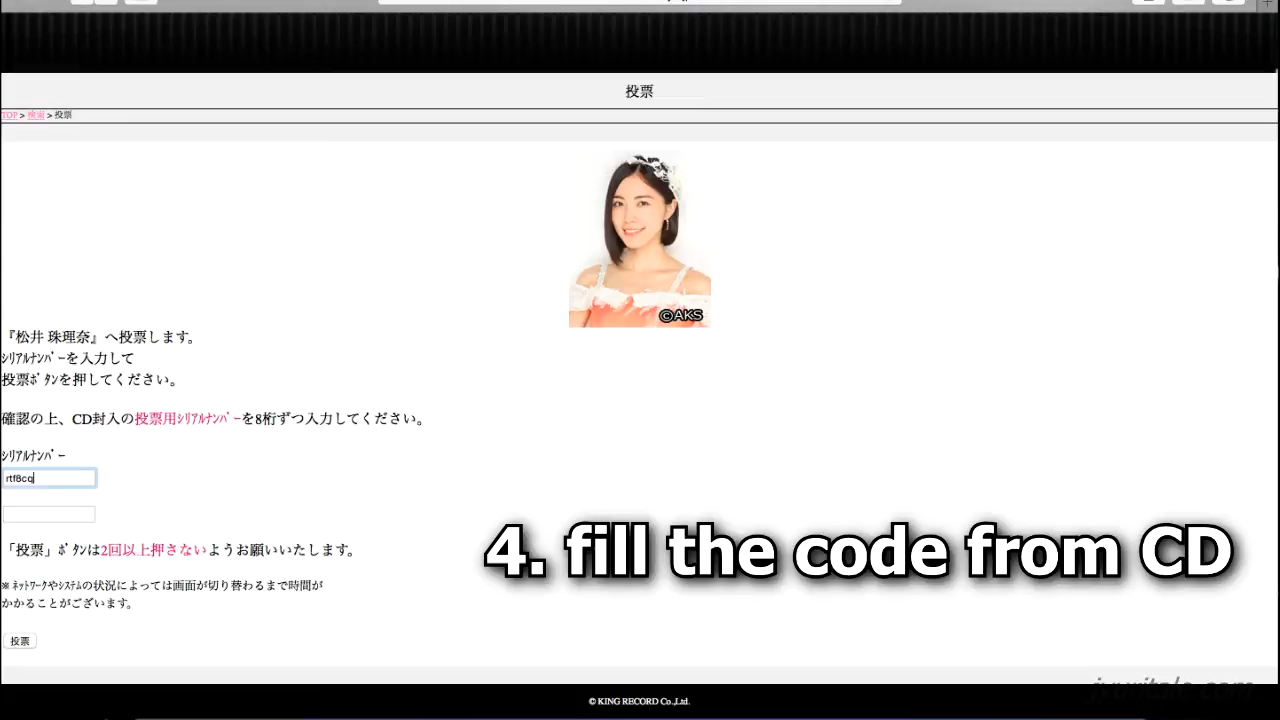 投票
TOP > 検索 > 投票
©AKS
『松井 珠理奈』へ投票します。
ｼﾘｱﾙﾅﾝﾊﾞｰを入力して
投票ﾎﾞﾀﾝを押してください。
確認の上、CD封入の投票用ｼﾘｱﾙﾅﾝﾊﾞｰを8桁ずつ入力してください。
ｼﾘｱﾙﾅﾝﾊﾞｰ
rtf8cq
4. fill the code from CD
「投票」ﾎﾞﾀﾝは2回以上押さないようお願いいたします。
※ ﾈｯﾄﾜｰｸやｼｽﾃﾑの状況によっては画面が切り替わるまで時間が
かかることがございます。
投票
© KING RECORD Co.,Ltd.